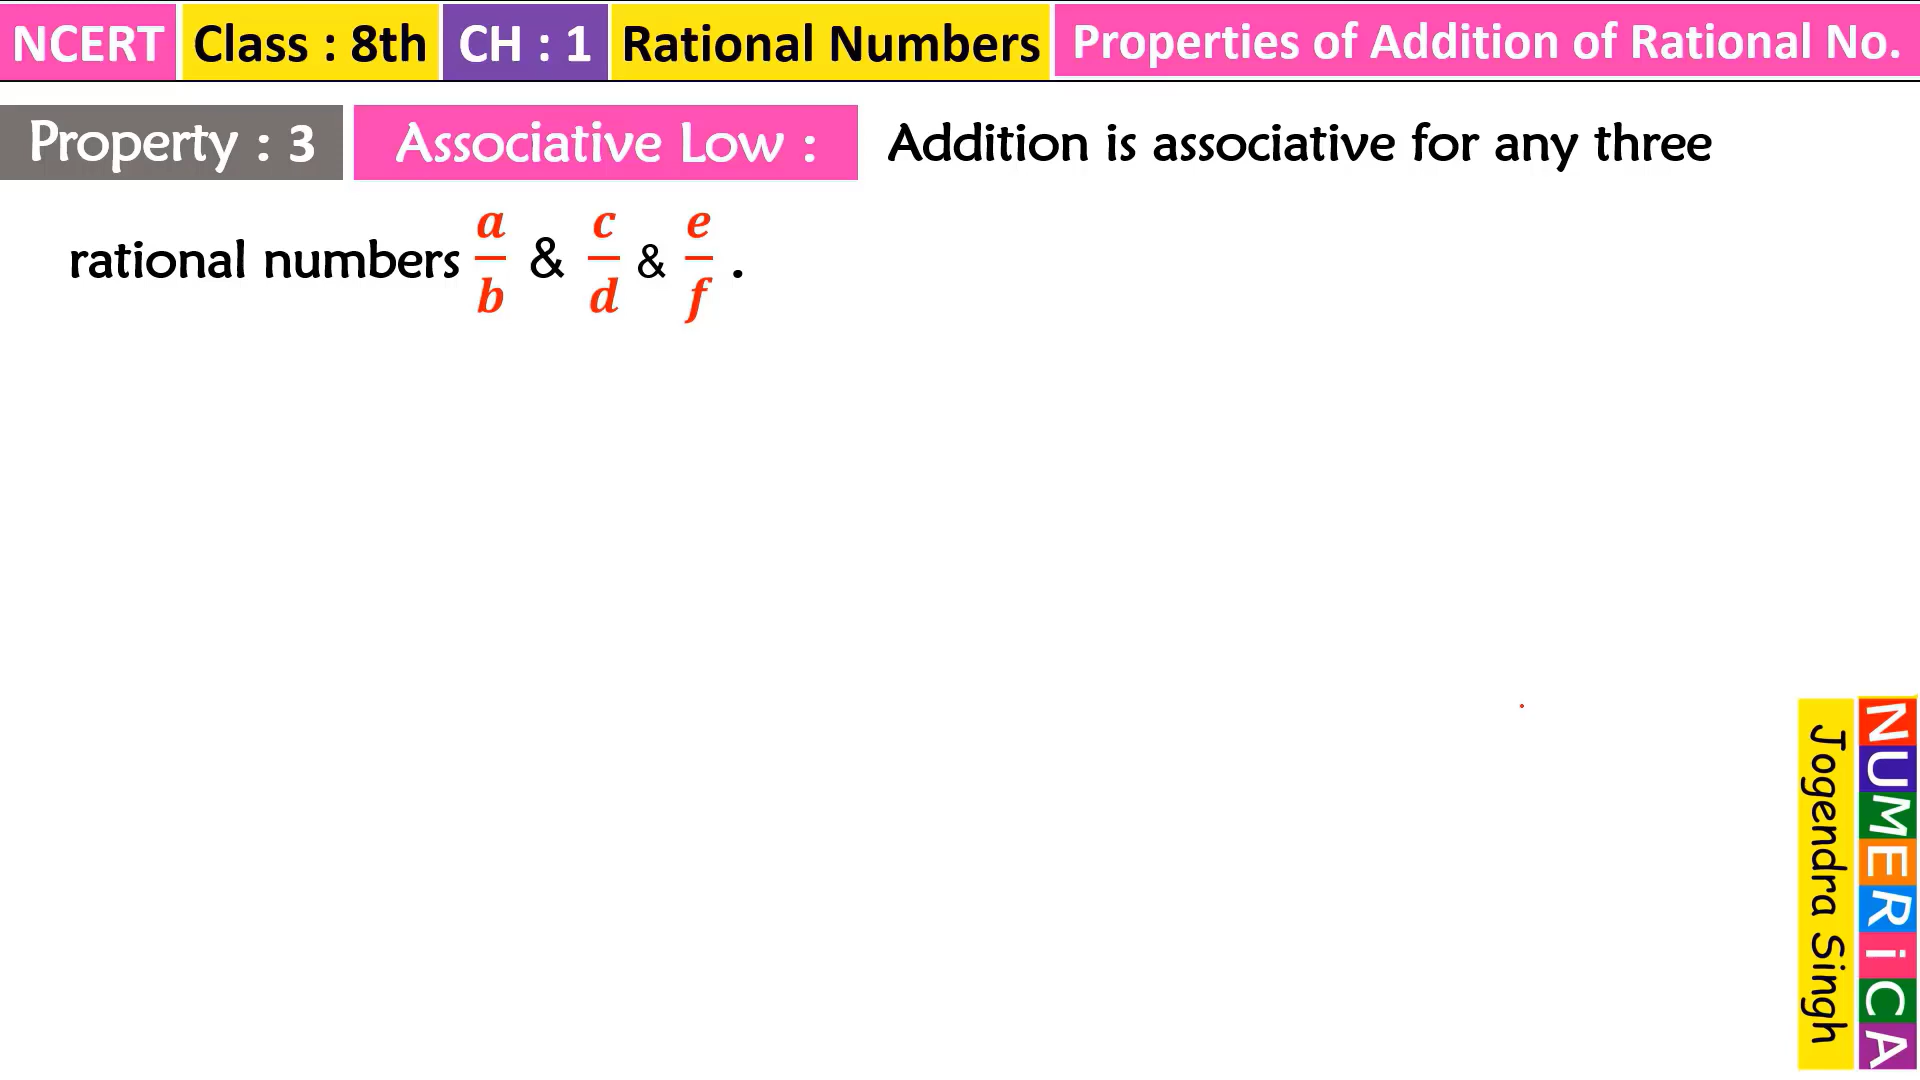 NCERT Class : 8th CH : 1 Rational Numbers Properties of Addition of Rational No.
Property : 3 Associative Low : Addition is associative for any three
rational numbers a/b & c/d & e/f .
NUMERiCA
Jogendra Singh